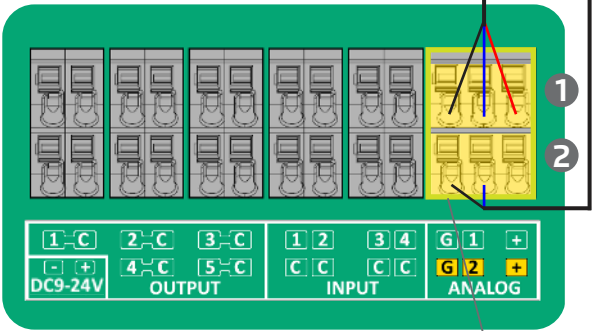 1
2
1-C 2-C 3-C 1 2 3 4 G 1 +
- + 4-C 5-C C C C C G 2 +
DC9-24V OUTPUT INPUT ANALOG